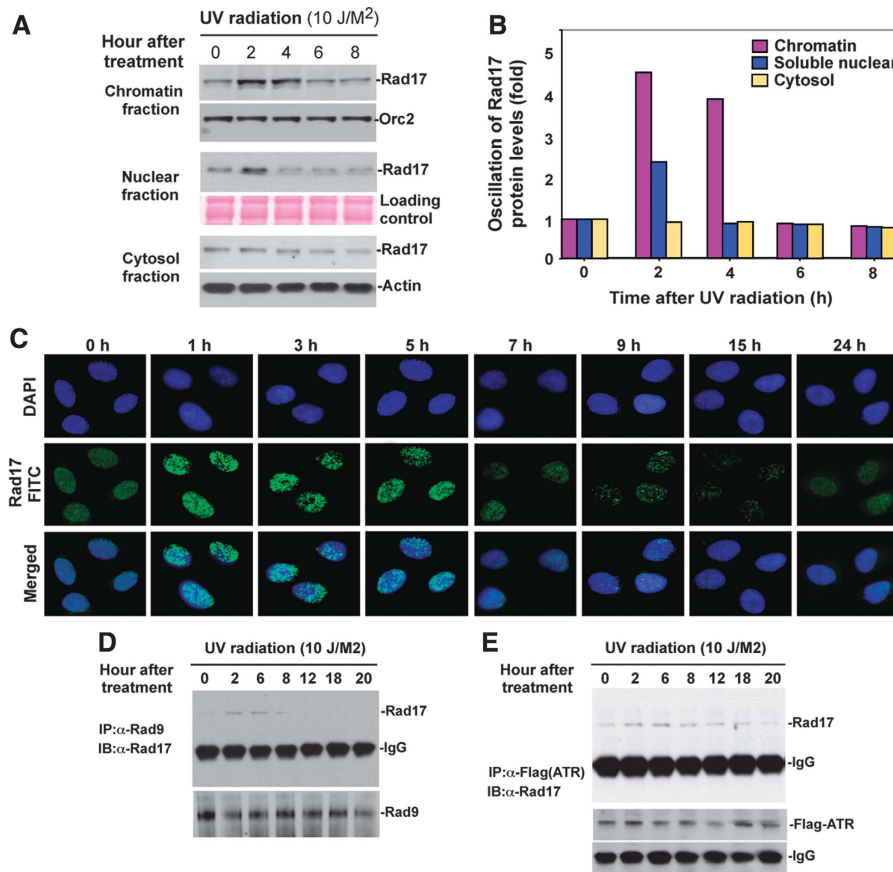 A
UV radiation (10 J/M2)
Hour after treatment
0 2 4 6 8
Chromatin fraction
-Rad17
-Orc2
Nuclear fraction
-Rad17
Loading control
Cytosol fraction
-Rad17
-Actin
B
Oscillation of Rad17 protein levels (fold)
5
4
3
2
1
0
Chromatin
Soluble nuclear
Cytosol
0 2 4 6 8
Time after UV radiation (h)
C
0 h 1 h 3 h 5 h 7 h 9 h 15 h 24 h
DAPI
Rad17 FITC
Merged
D
UV radiation (10 J/M2)
Hour after treatment
0 2 6 8 12 18 20
IP:α-Rad9
IB:α-Rad17
-Rad17
-IgG
-Rad9
E
UV radiation (10 J/M2)
Hour after treatment
0 2 6 8 12 18 20
IP:α-Flag(ATR)
IB:α-Rad17
-Rad17
-IgG
-Flag-ATR
-IgG